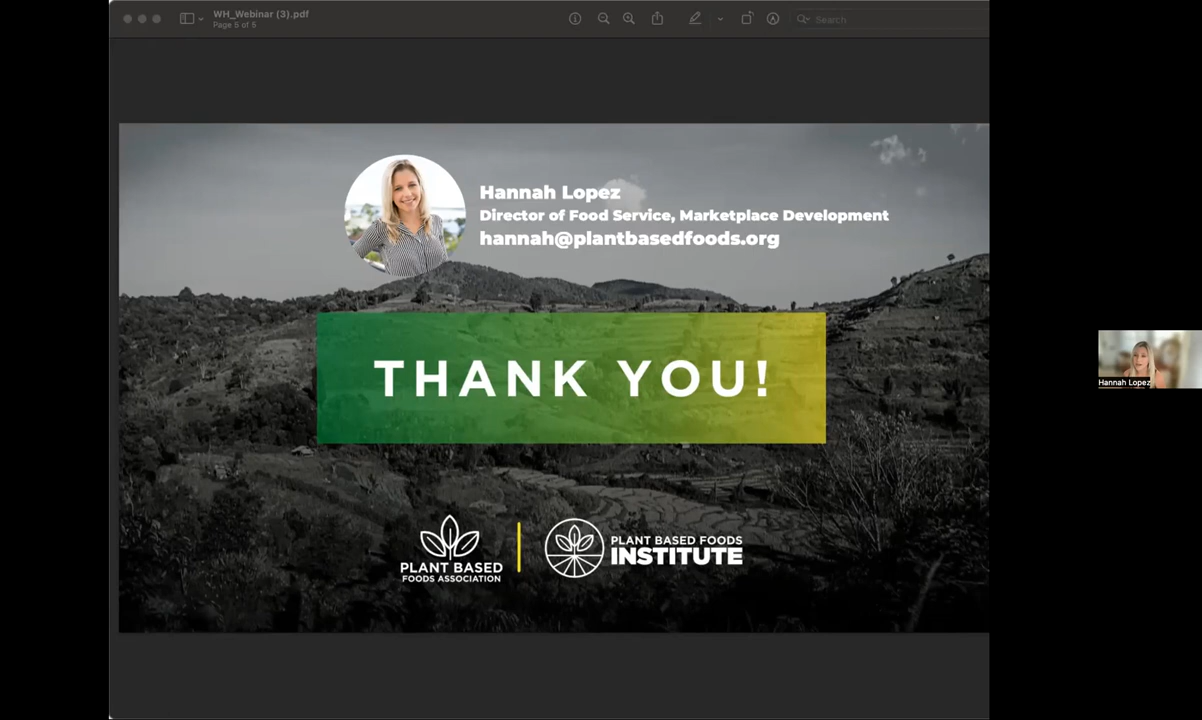 WH_Webinar (3).pdf
Page 5 of 5
Search
Hannah Lopez
Director of Food Service, Marketplace Development
hannah@plantbasedfoods.org
THANK YOU!
PLANT BASED
FOODS ASSOCIATION
PLANT BASED FOODS
INSTITUTE
Hannah Lopez